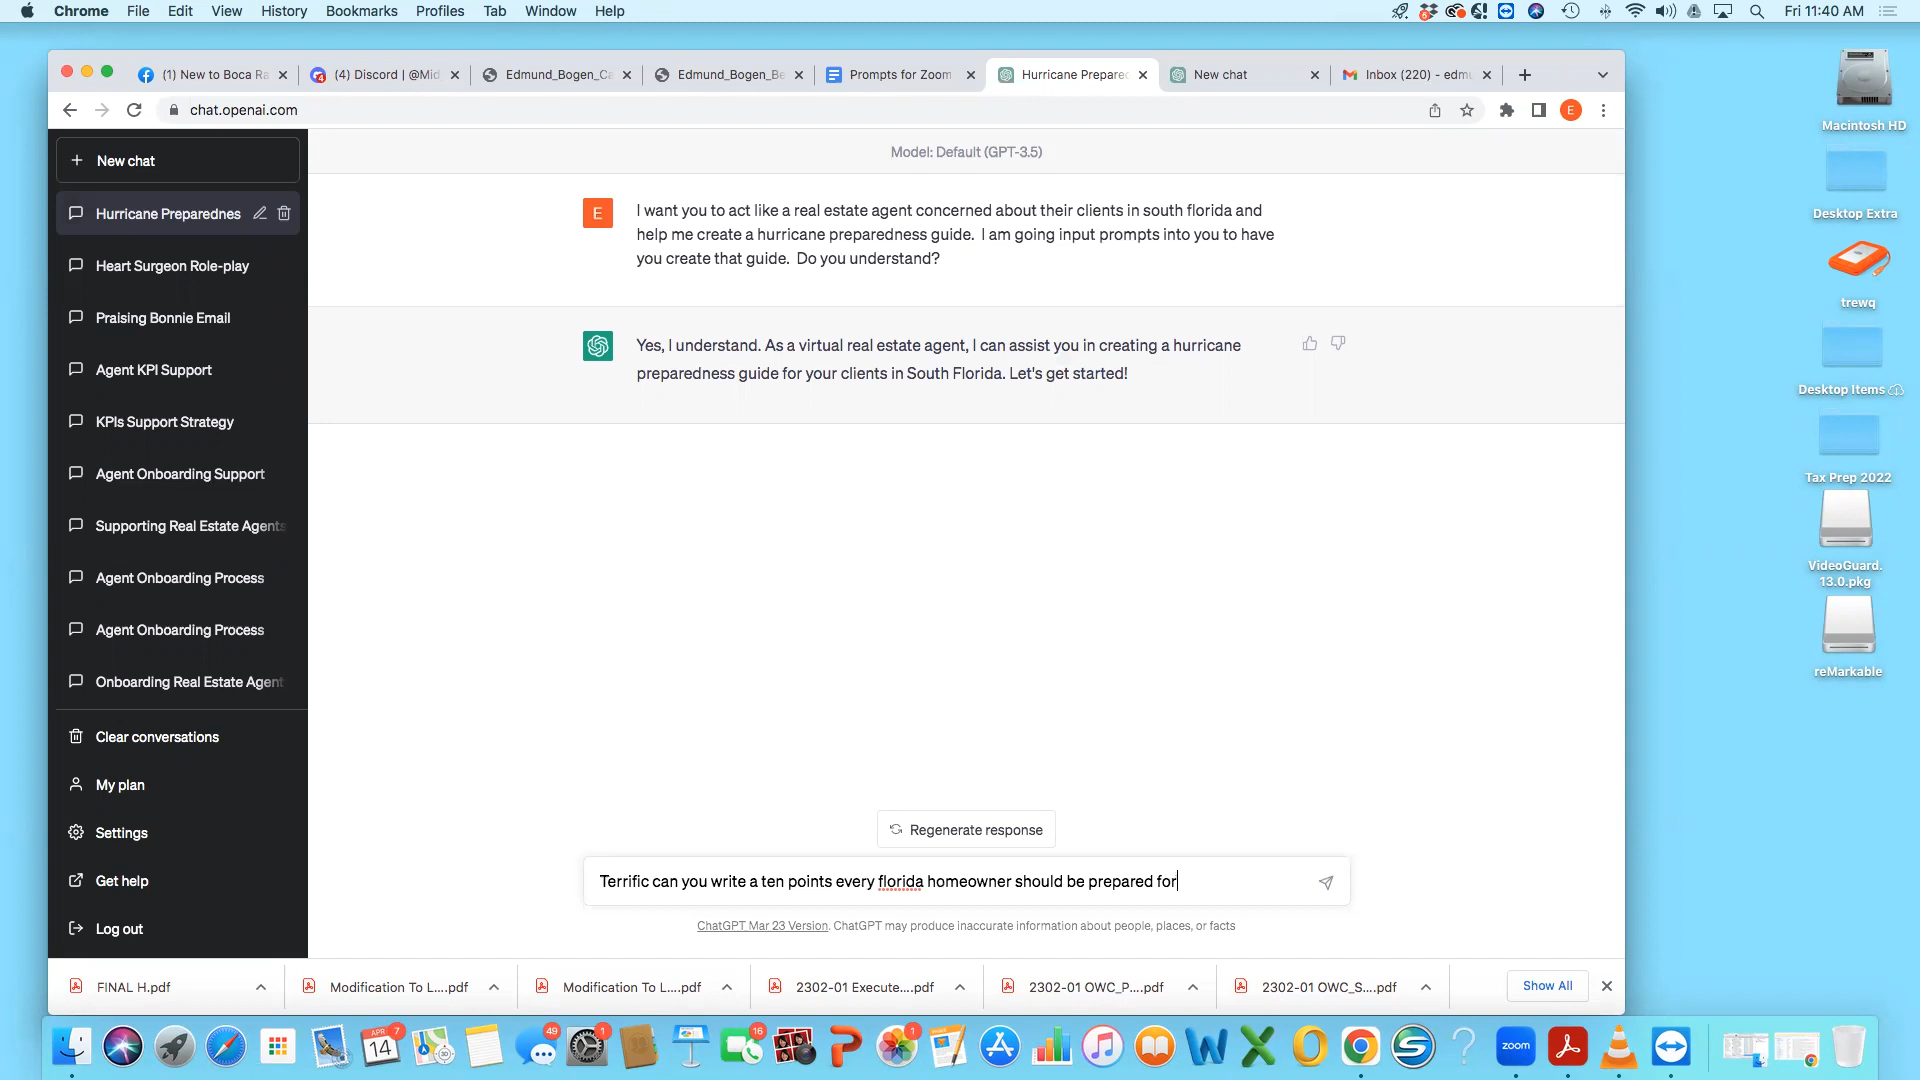 Chrome File Edit View History Bookmarks Profiles Tab Window Help
5
Fri 11:40 AM
(1) New to Boca Ra
(4) Discord | @Mid
Edmund_Bogen_Ca
Edmund_Bogen_Be
Prompts for Zoom
Hurricane Prepared
New chat
Inbox (220) - edmu
chat.openai.com
E
New chat
Hurricane Preparednes
Heart Surgeon Role-play
Praising Bonnie Email
Agent KPI Support
KPIs Support Strategy
Agent Onboarding Support
Supporting Real Estate Agents
Agent Onboarding Process
Agent Onboarding Process
Onboarding Real Estate Agent
Clear conversations
My plan
Settings
Get help
Log out
Model: Default (GPT-3.5)
E
I want you to act like a real estate agent concerned about their clients in south florida and
help me create a hurricane preparedness guide. I am going input prompts into you to have
you create that guide. Do you understand?
Yes, I understand. As a virtual real estate agent, I can assist you in creating a hurricane
preparedness guide for your clients in South Florida. Let's get started!
Regenerate response
Terrific can you write a ten points every florida homeowner should be prepared for
ChatGPT Mar 23 Version. ChatGPT may produce inaccurate information about people, places, or facts
FINAL H.pdf
Modification To L....pdf
Modification To L....pdf
2302-01 Execute....pdf
2302-01 OWC_P....pdf
2302-01 OWC_S....pdf
Show All
Macintosh HD
Desktop Extra
trewq
Desktop Items
Tax Prep 2022
VideoGuard.
13.0.pkg
reMarkable
APR
14
7
49
1
16
1
zoom